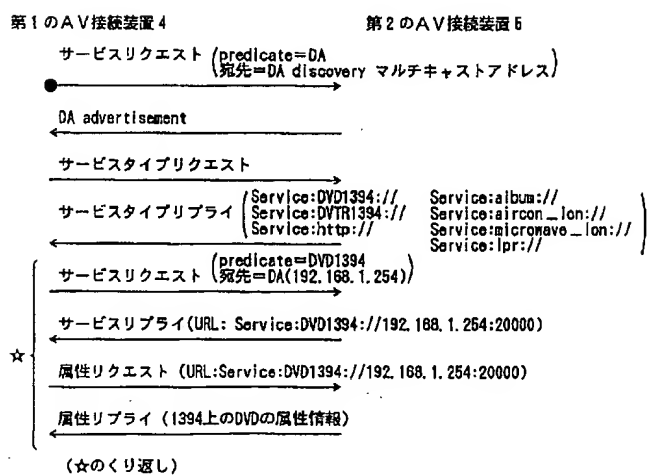 第1のAV接続装置4 第2のAV接続装置5
サービスリクエスト (predicate=DA
宛先=DA discovery マルチキャストアドレス)
DA advertisement
サービスタイプリクエスト
サービスタイプリプライ (Service:DVD1394:// Service:album://
Service:DVTR1394:// Service:aircon_lon://
Service:http:// Service:microwave_lon://
Service:lpr://)
サービスリクエスト (predicate=DVD1394
宛先=DA(192.168.1.254))
サービスリプライ(URL: Service:DVD1394://192.168.1.254:20000)
☆
属性リクエスト (URL:Service:DVD1394://192.168.1.254:20000)
属性リプライ (1394上のDVDの属性情報)
(☆のくり返し)